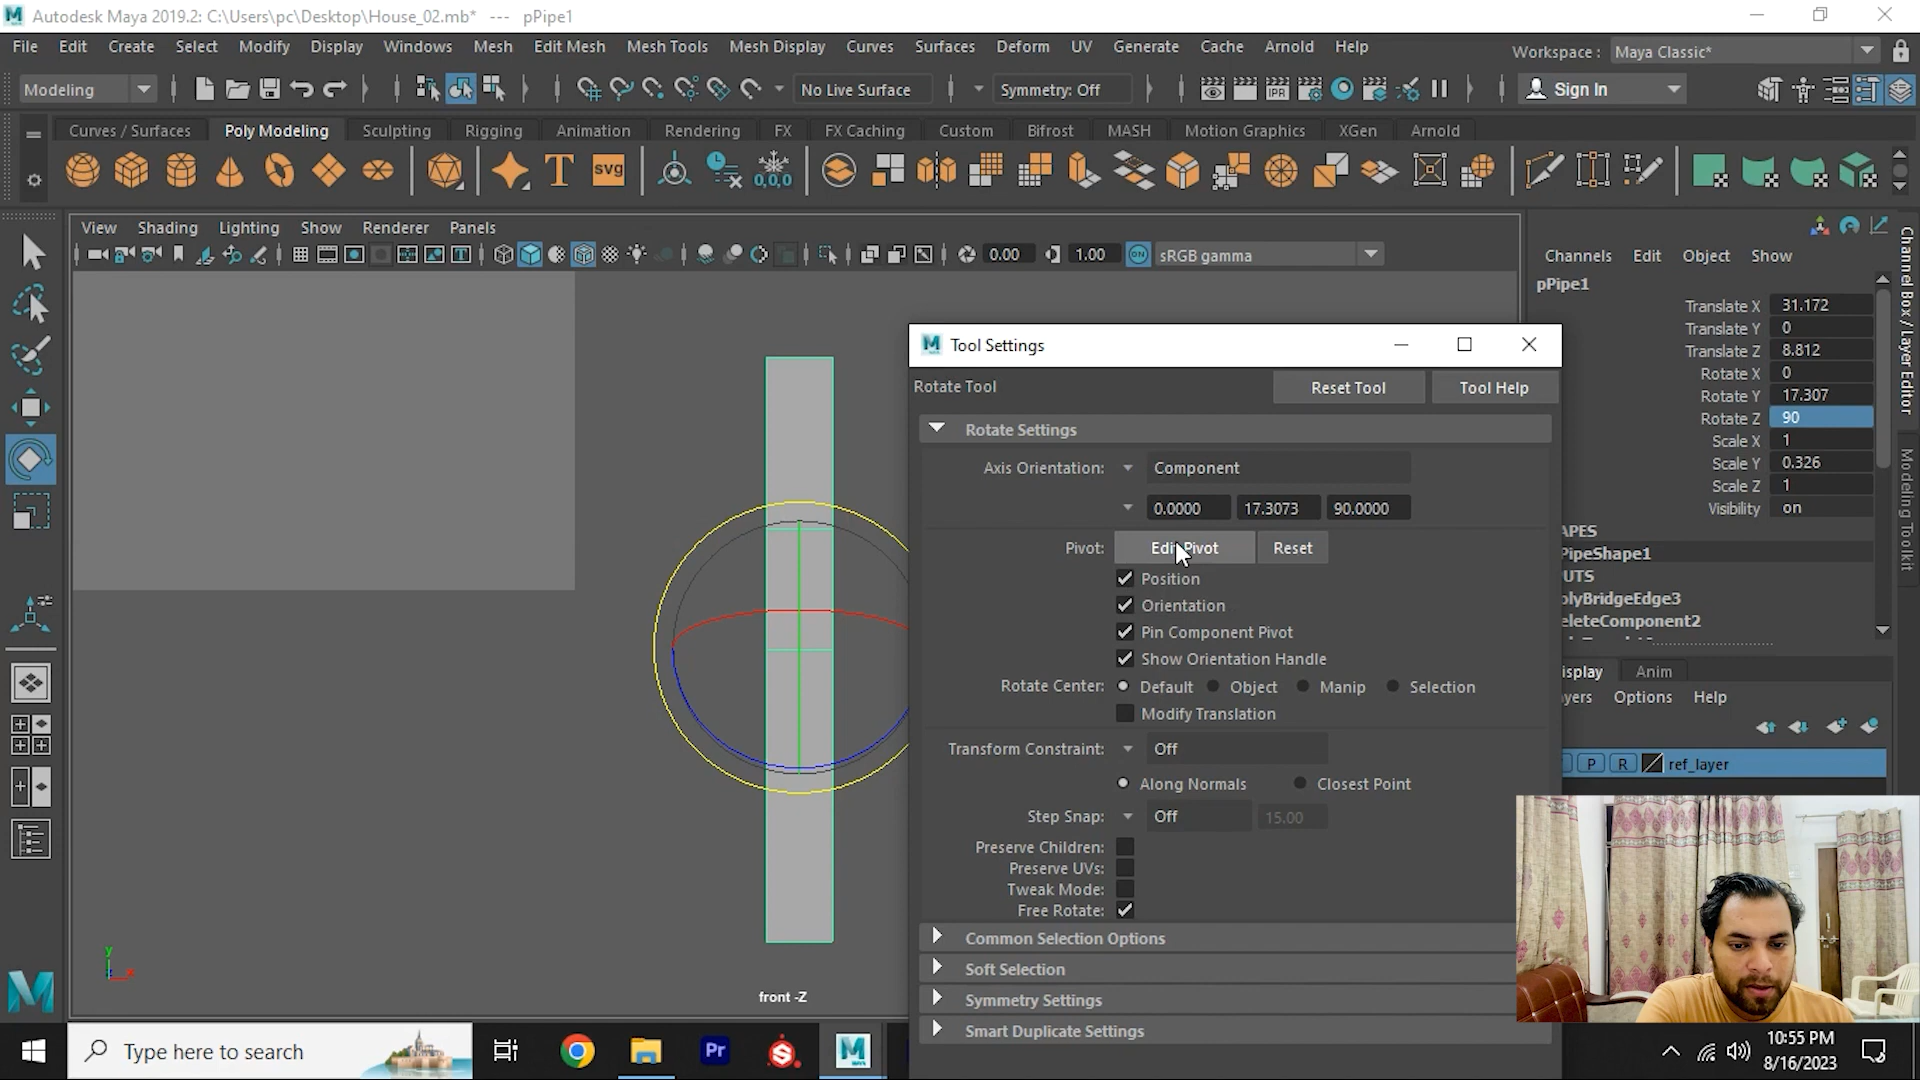 Autodesk Maya 2019.2: C:\Users\pc\Desktop\House_02.mb* --- pPipe1
File Edit Create Select Modify Display Windows Mesh Edit Mesh Mesh Tools Mesh Display Curves Surfaces Deform UV Generate Cache Arnold Help
Workspace : Maya Classic*
Modeling No Live Surface Symmetry: Off IPR Sign In
Curves / Surfaces Poly Modeling Sculpting Rigging Animation Rendering FX FX Caching Custom Bifrost MASH Motion Graphics XGen Arnold
T svg 0,0,0
View Shading Lighting Show Renderer Panels
0.00 1.00 ON sRGB gamma
Channels Edit Object Show
pPipe1
Translate X 31.172
Translate Y 0
Translate Z 8.812
Rotate X 0
Rotate Y 17.307
Rotate Z 90
Scale X 1
Scale Y 0.326
Scale Z 1
Visibility on
APES
PipeShape1
PUTS
olyBridgeEdge3
eleteComponent2
isplay Anim
yers Options Help
P R ref_layer
Channel Box / Layer Editor
Modeling Toolkit
Tool Settings
Rotate Tool Reset Tool Tool Help
Rotate Settings
Axis Orientation: Component
0.0000 17.3073 90.0000
Pivot: Edit Pivot Reset
Position
Orientation
Pin Component Pivot
Show Orientation Handle
Rotate Center: Default Object Manip Selection
Modify Translation
Transform Constraint: Off
Along Normals Closest Point
Step Snap: Off 15.00
Preserve Children:
Preserve UVs:
Tweak Mode:
Free Rotate:
Common Selection Options
Soft Selection
Symmetry Settings
Smart Duplicate Settings
y
x
front -Z
Type here to search
Pr
10:55 PM
8/16/2023